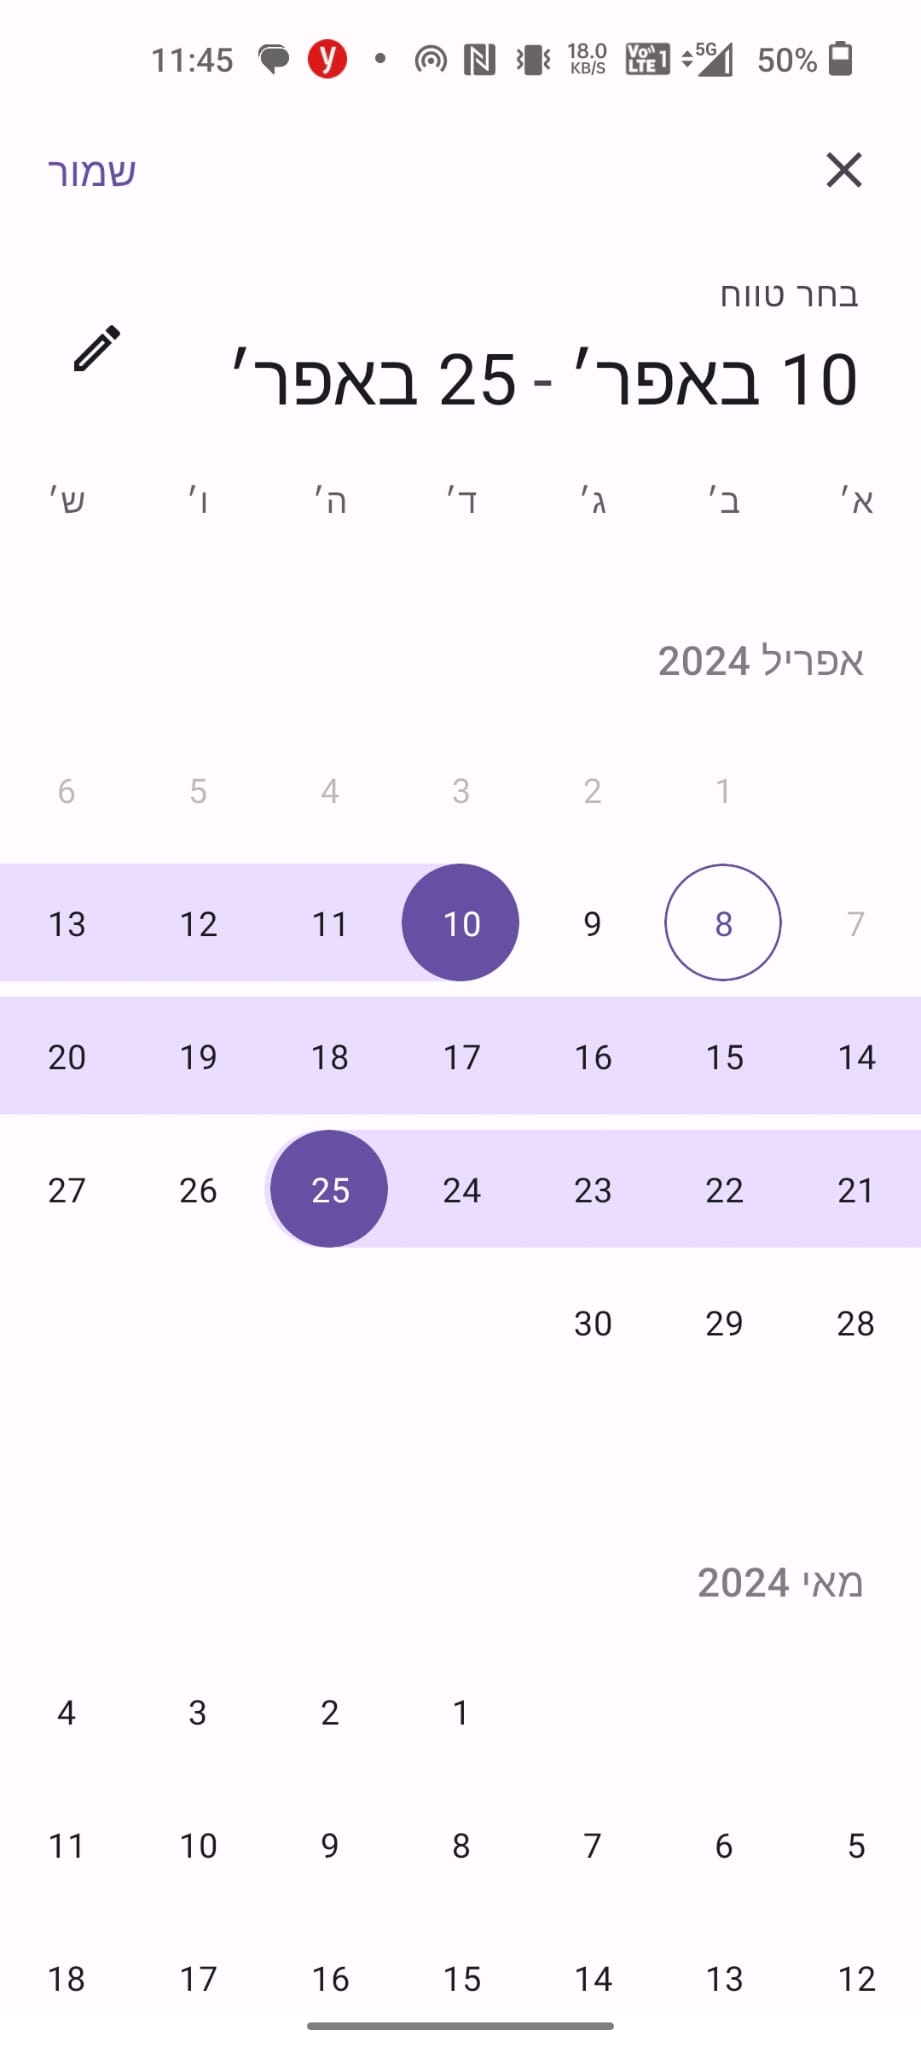 11:45 y • 18.0 KB/S Vo LTE 1 5G 50%
שמור
בחר טווח
10 באפר׳ - 25 באפר׳
א׳ ב׳ ג׳ ד׳ ה׳ ו׳ ש׳
אפריל 2024
1 2 3 4 5 6
7 8 9 10 11 12 13
14 15 16 17 18 19 20
21 22 23 24 25 26 27
28 29 30
מאי 2024
1 2 3 4
5 6 7 8 9 10 11
12 13 14 15 16 17 18